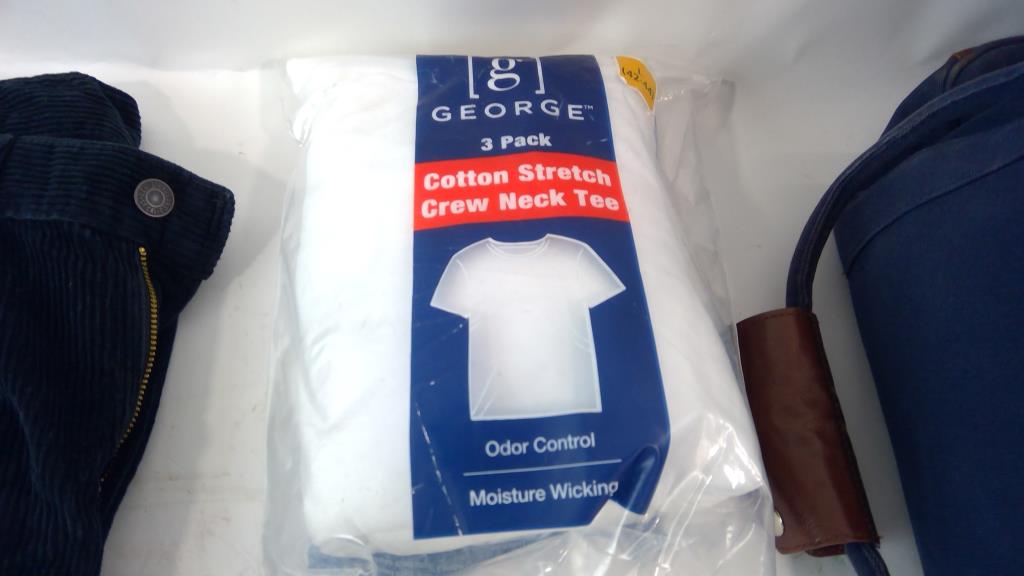 g
GEORGE™
3 Pack
Cotton Stretch
Crew Neck Tee
Odor Control
Moisture Wicking